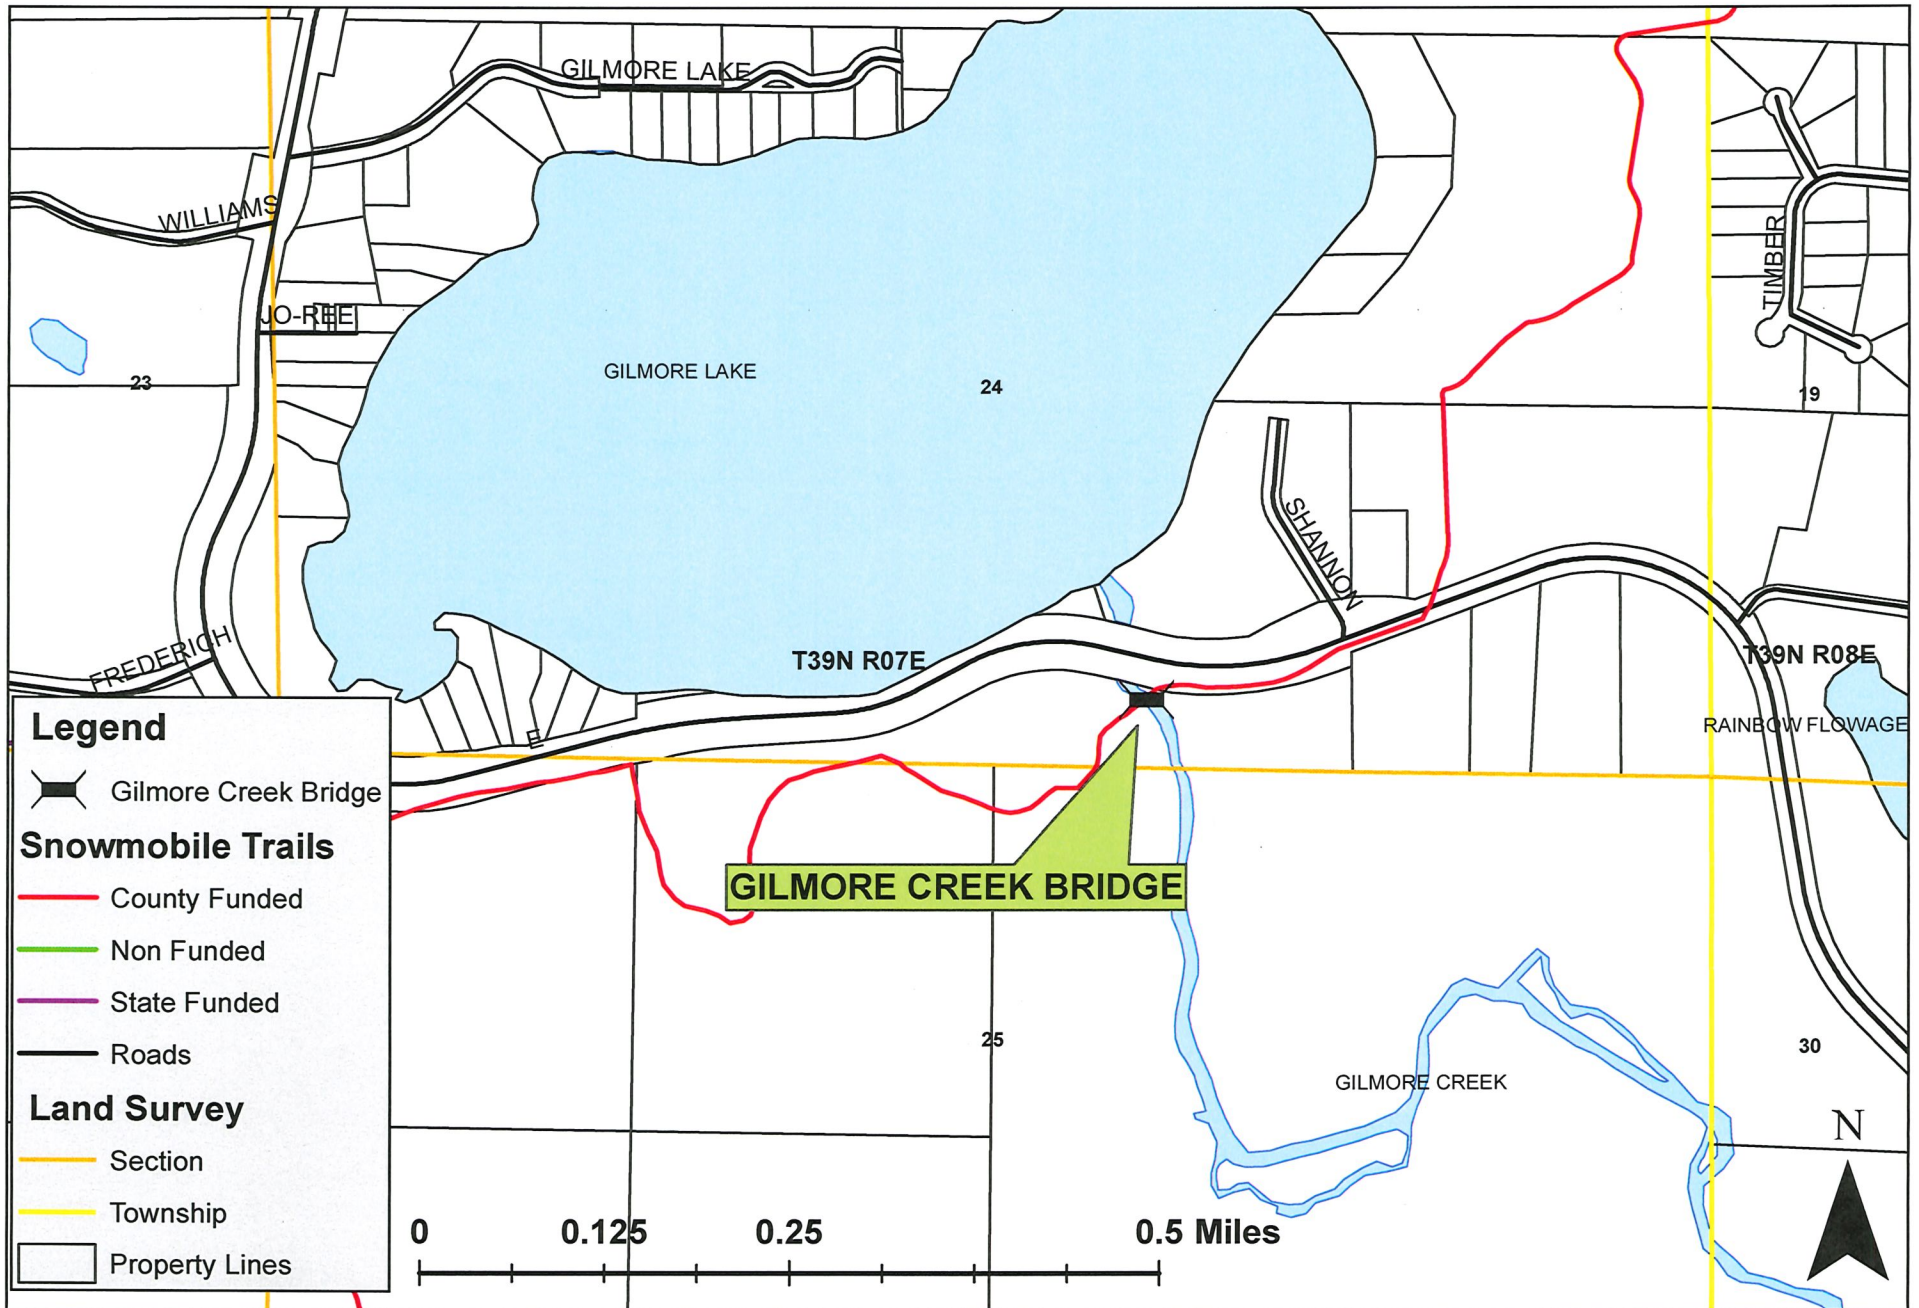 GILMORE LAKE
WILLIAMS
TIMBER
JO-REE
GILMORE LAKE
23
24
19
SHANNON
FREDERICH
T39N R07E
T39N R08E
RAINBOW FLOWAGE
E
GILMORE CREEK BRIDGE
25
30
GILMORE CREEK
N
Legend
Gilmore Creek Bridge
Snowmobile Trails
County Funded
Non Funded
State Funded
Roads
Land Survey
Section
Township
Property Lines
0 0.125 0.25 0.5 Miles